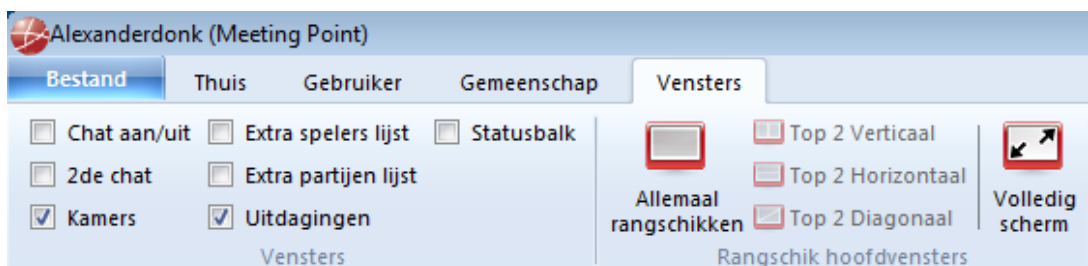 Alexanderdonk (Meeting Point)
Bestand Thuis Gebruiker Gemeenschap Vensters
Chat aan/uit Extra spelers lijst Statusbalk Top 2 Verticaal
2de chat Extra partijen lijst Top 2 Horizontaal
Allemaal rangschikken Volledig scherm
Kamers Uitdagingen Top 2 Diagonaal
Vensters Rangschik hoofdvensters